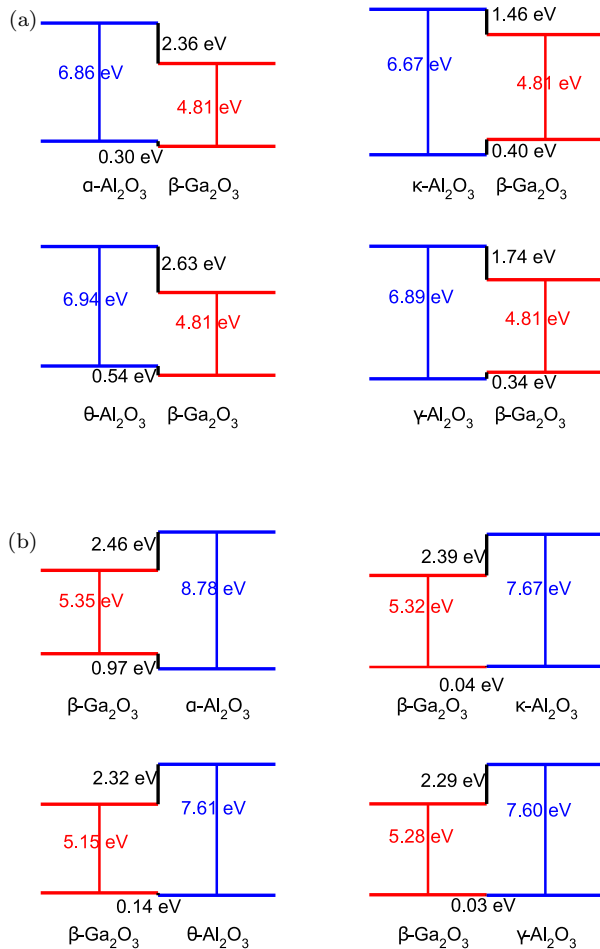 (a)
2.36 eV
6.86 eV
4.81 eV
0.30 eV
α-Al₂O₃ β-Ga₂O₃
1.46 eV
6.67 eV
4.81 eV
0.40 eV
κ-Al₂O₃ β-Ga₂O₃
2.63 eV
6.94 eV
4.81 eV
0.54 eV
θ-Al₂O₃ β-Ga₂O₃
1.74 eV
6.89 eV
4.81 eV
0.34 eV
γ-Al₂O₃ β-Ga₂O₃
(b)
2.46 eV
5.35 eV
8.78 eV
0.97 eV
β-Ga₂O₃ α-Al₂O₃
2.39 eV
5.32 eV
7.67 eV
0.04 eV
β-Ga₂O₃ κ-Al₂O₃
2.32 eV
7.61 eV
5.15 eV
0.14 eV
β-Ga₂O₃ θ-Al₂O₃
2.29 eV
7.60 eV
5.28 eV
0.03 eV
β-Ga₂O₃ γ-Al₂O₃